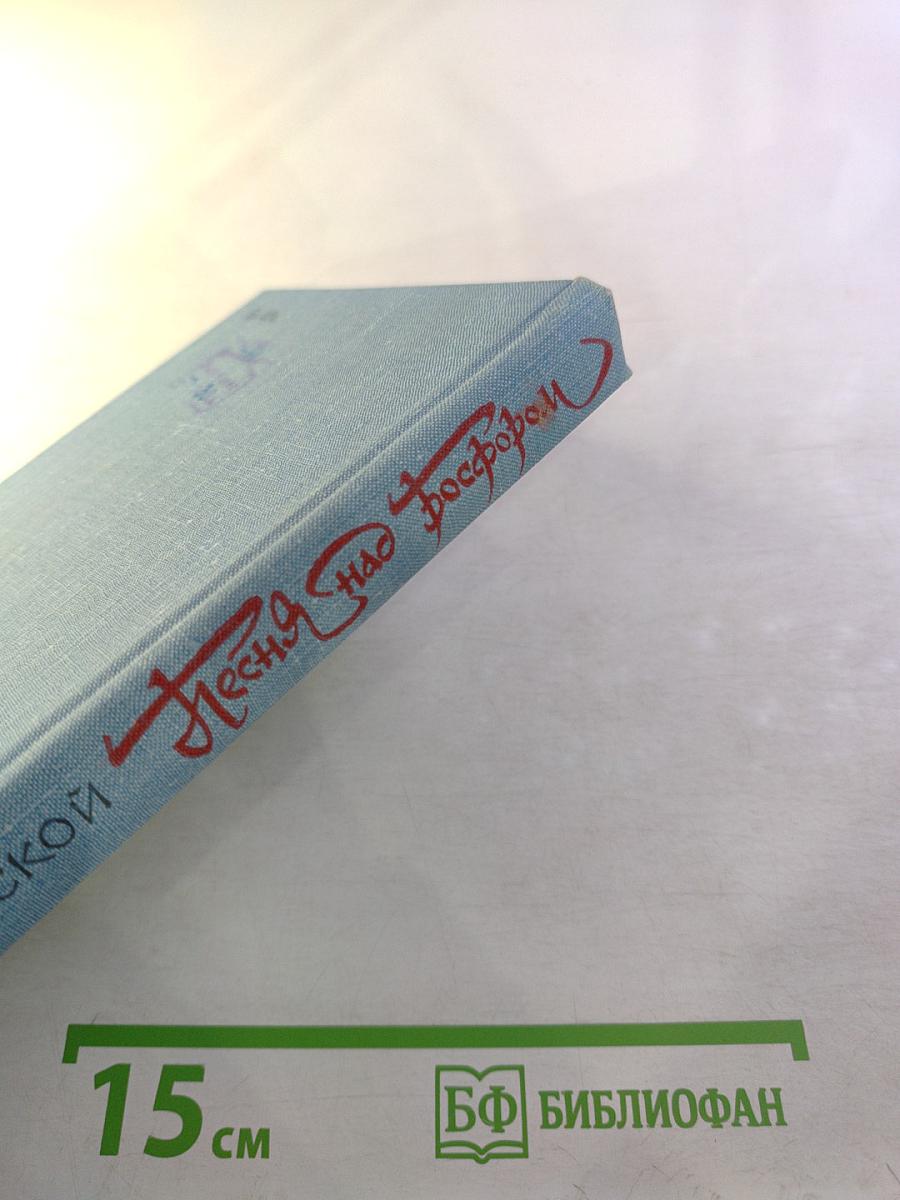 ской
Песня над Босфором
15 см
БФ БИБЛИОФАН